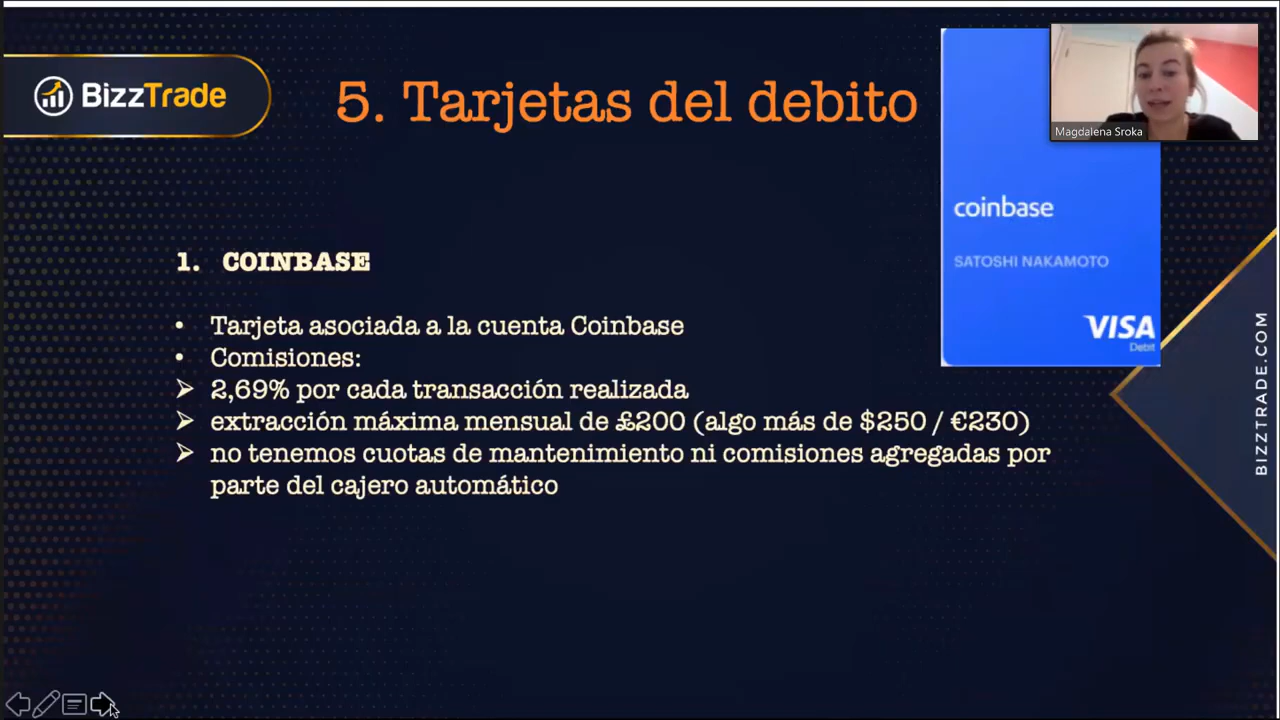 BizzTrade
5. Tarjetas del debito
Magdalena Sroka
coinbase
SATOSHI NAKAMOTO
VISA
Debit
1. COINBASE
• Tarjeta asociada a la cuenta Coinbase
• Comisiones:
➢ 2,69% por cada transacción realizada
➢ extracción máxima mensual de £200 (algo más de $250 / €230)
➢ no tenemos cuotas de mantenimiento ni comisiones agregadas por
parte del cajero automático
BIZZTRADE.COM